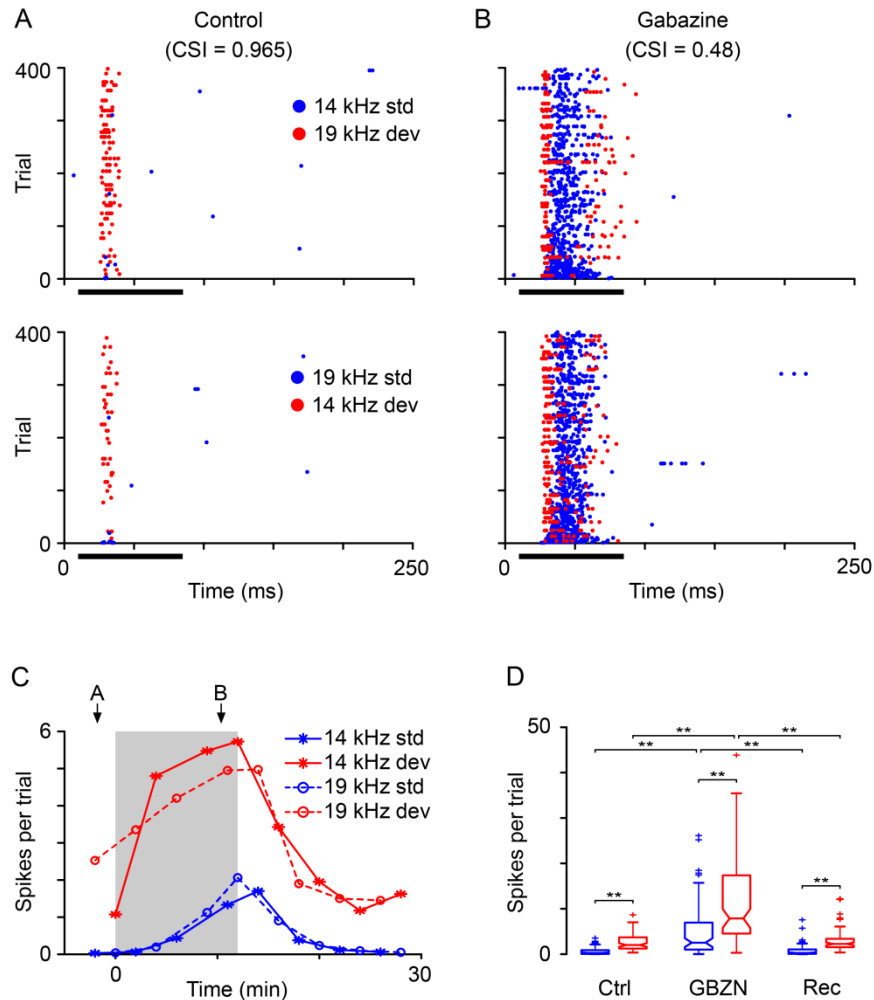 A
Control
(CSI = 0.965)
B
Gabazine
(CSI = 0.48)
400
14 kHz std
19 kHz dev
Trial
0
400
19 kHz std
14 kHz dev
Trial
0
0
250
Time (ms)
0
250
Time (ms)
C
A
B
6
14 kHz std
14 kHz dev
19 kHz std
19 kHz dev
Spikes per trial
0
0
30
Time (min)
D
50
**
**
**
**
**
**
**
Spikes per trial
0
Ctrl
GBZN
Rec